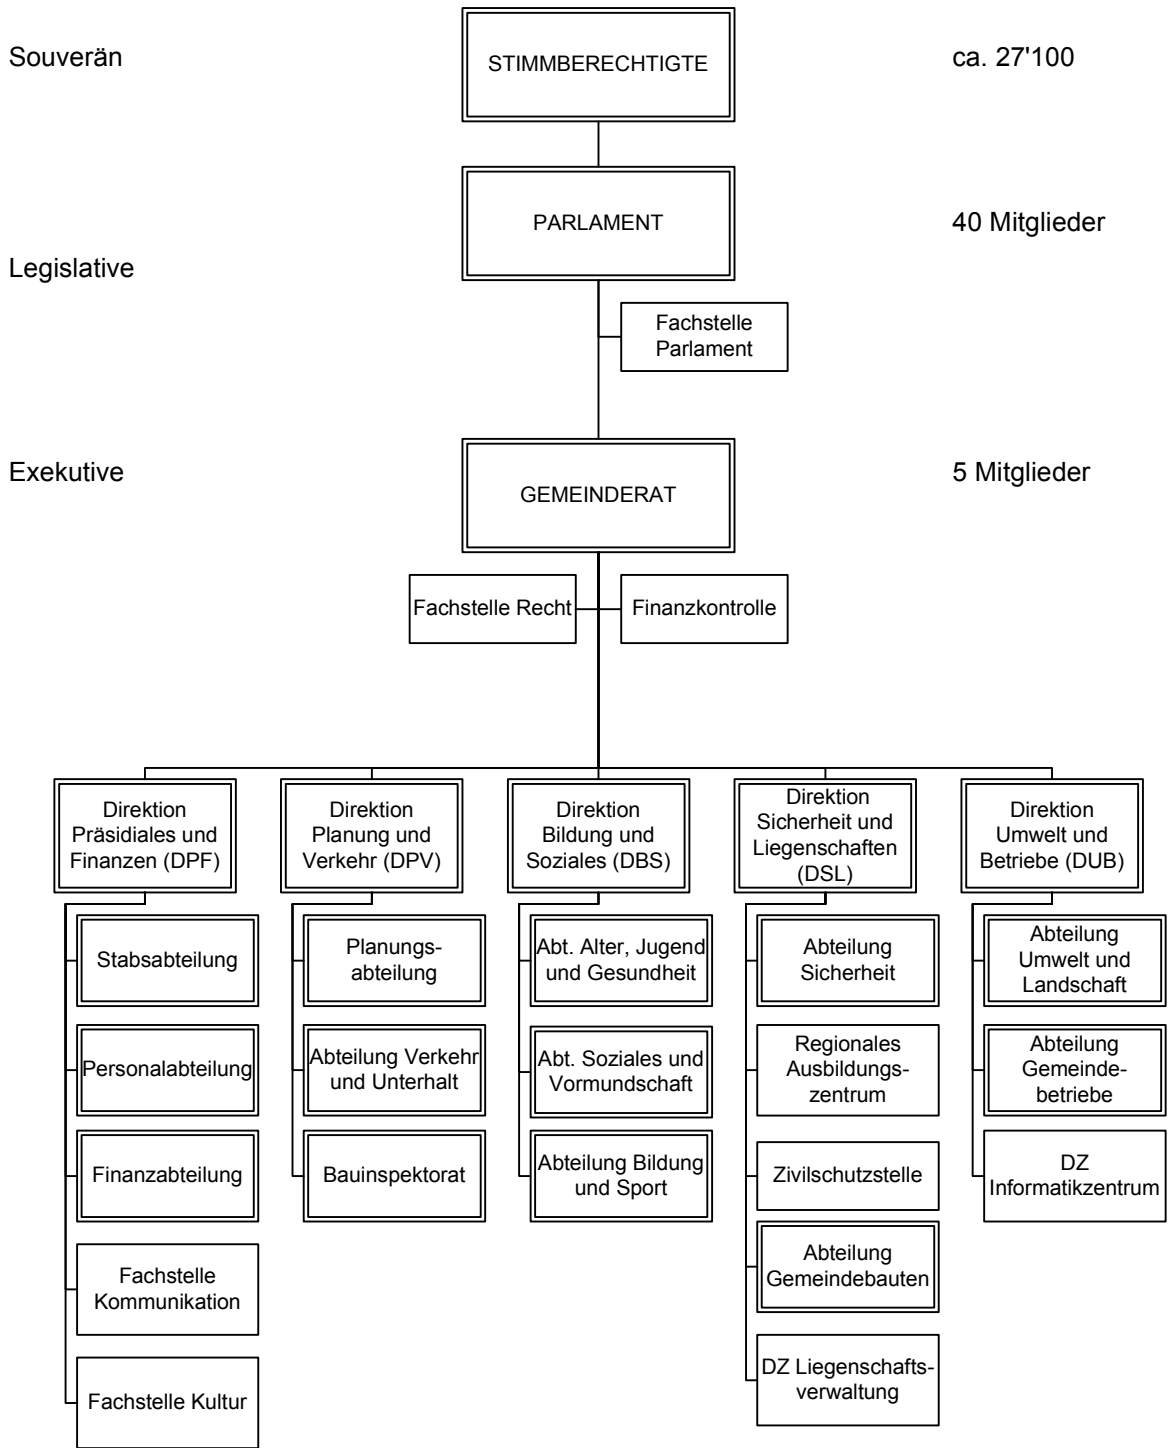 Souverän
STIMMBERECHTIGTE
ca. 27'100
PARLAMENT
40 Mitglieder
Legislative
Fachstelle
Parlament
Exekutive
GEMEINDERAT
5 Mitglieder
Fachstelle Recht
Finanzkontrolle
Direktion
Präsidiales und
Finanzen (DPF)
Direktion
Planung und
Verkehr (DPV)
Direktion
Bildung und
Soziales (DBS)
Direktion
Sicherheit und
Liegenschaften
(DSL)
Direktion
Umwelt und
Betriebe (DUB)
Stabsabteilung
Personalabteilung
Finanzabteilung
Fachstelle
Kommunikation
Fachstelle Kultur
Planungs-
abteilung
Abteilung Verkehr
und Unterhalt
Bauinspektorat
Abt. Alter, Jugend
und Gesundheit
Abt. Soziales und
Vormundschaft
Abteilung Bildung
und Sport
Abteilung
Sicherheit
Regionales
Ausbildungs-
zentrum
Zivilschutzstelle
Abteilung
Gemeindebauten
DZ Liegenschafts-
verwaltung
Abteilung
Umwelt und
Landschaft
Abteilung
Gemeinde-
betriebe
DZ
Informatikzentrum